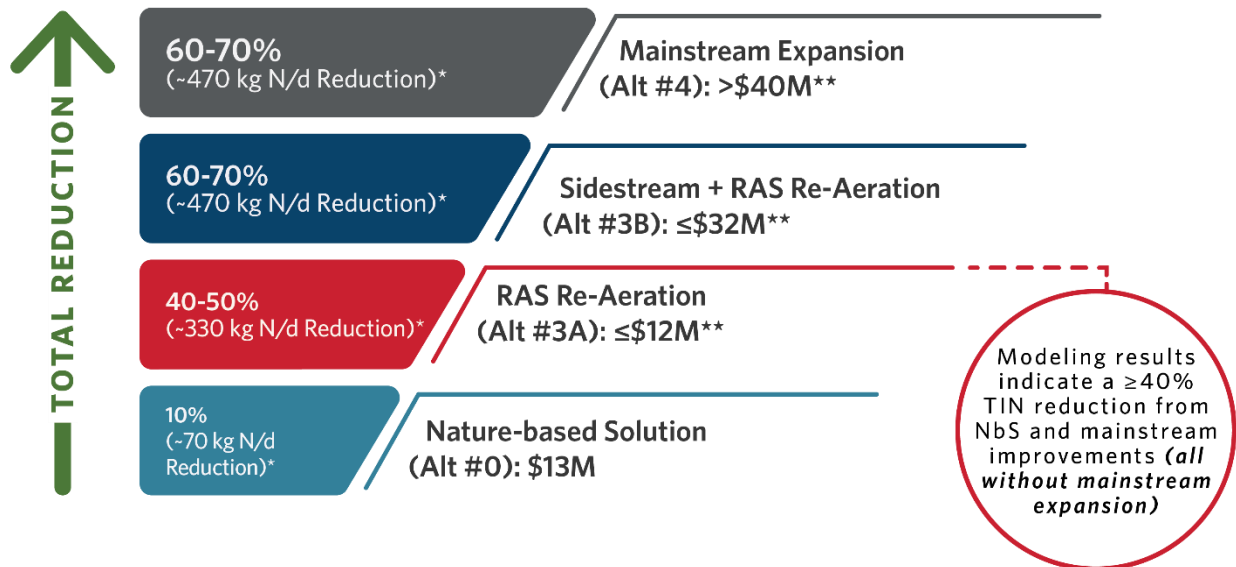 TOTAL REDUCTION
60-70%
(~470 kg N/d Reduction)*
Mainstream Expansion
(Alt #4): >$40M**
60-70%
(~470 kg N/d Reduction)*
Sidestream + RAS Re-Aeration
(Alt #3B): ≤$32M**
40-50%
(~330 kg N/d Reduction)*
RAS Re-Aeration
(Alt #3A): ≤$12M**
10%
(~70 kg N/d
Reduction)*
Nature-based Solution
(Alt #0): $13M
Modeling results
indicate a ≥40%
TIN reduction from
NbS and mainstream
improvements (all
without mainstream
expansion)